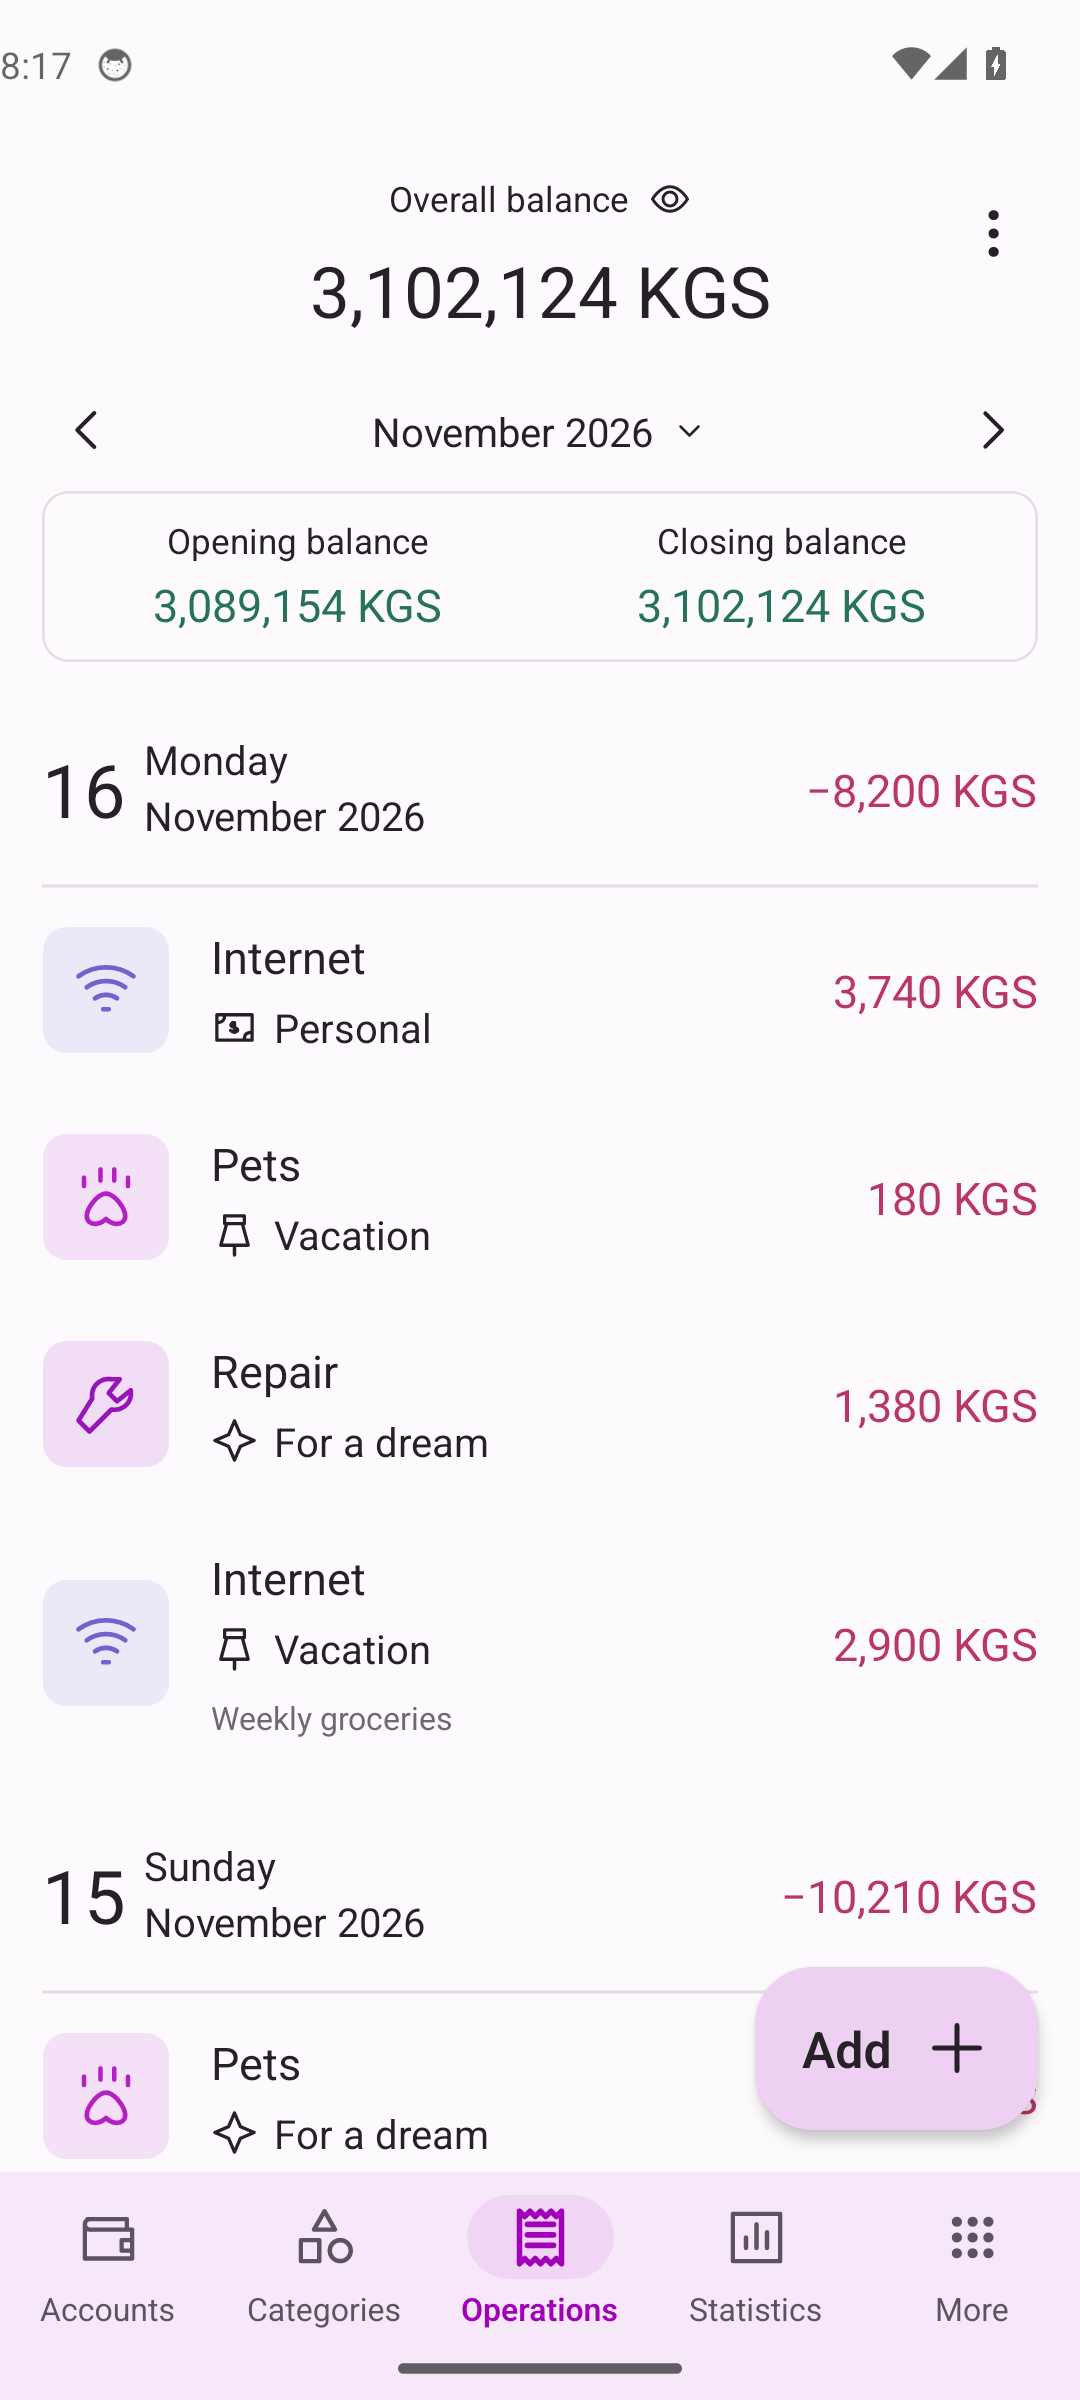 8:17
Overall balance
3,102,124 KGS
November 2026
Opening balance
Closing balance
3,089,154 KGS
3,102,124 KGS
16
Monday
November 2026
−8,200 KGS
Internet
Personal
3,740 KGS
Pets
Vacation
180 KGS
Repair
For a dream
1,380 KGS
Internet
Vacation
Weekly groceries
2,900 KGS
15
Sunday
November 2026
−10,210 KGS
Pets
For a dream
Add
Accounts
Categories
Operations
Statistics
More